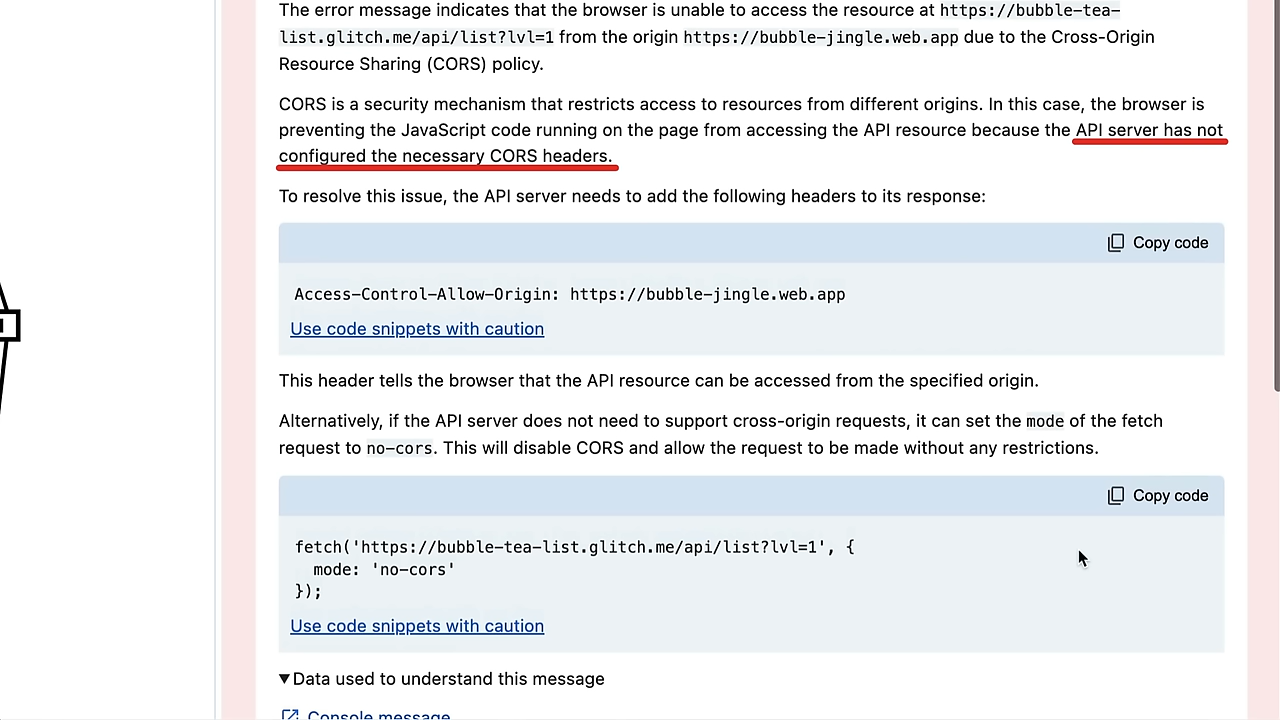 The error message indicates that the browser is unable to access the resource at https://bubble-tea-
list.glitch.me/api/list?lvl=1 from the origin https://bubble-jingle.web.app due to the Cross-Origin
Resource Sharing (CORS) policy.
CORS is a security mechanism that restricts access to resources from different origins. In this case, the browser is
preventing the JavaScript code running on the page from accessing the API resource because the API server has not
configured the necessary CORS headers.
To resolve this issue, the API server needs to add the following headers to its response:
Copy code
Access-Control-Allow-Origin: https://bubble-jingle.web.app
Use code snippets with caution
This header tells the browser that the API resource can be accessed from the specified origin.
Alternatively, if the API server does not need to support cross-origin requests, it can set the mode of the fetch
request to no-cors. This will disable CORS and allow the request to be made without any restrictions.
Copy code
fetch('https://bubble-tea-list.glitch.me/api/list?lvl=1', {
  mode: 'no-cors'
});
Use code snippets with caution
▼Data used to understand this message
Console message